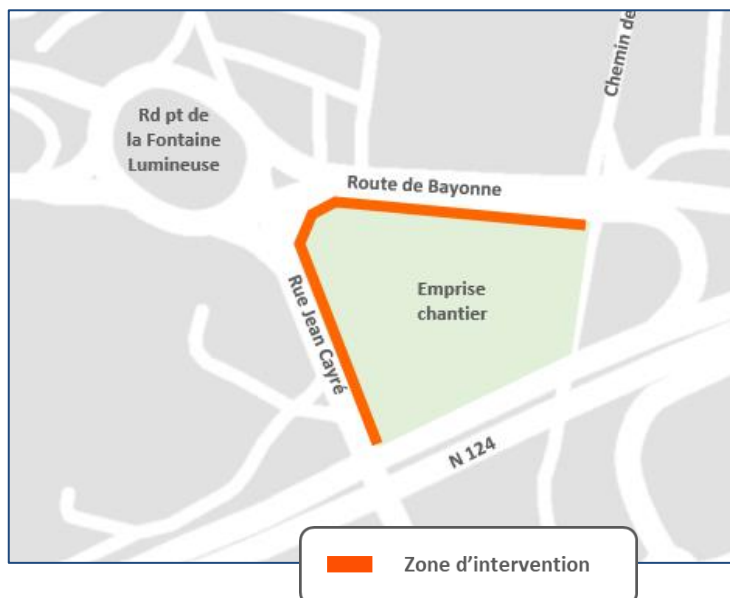 Chemin de
Rd pt de
la Fontaine
Lumineuse
Route de Bayonne
Emprise
chantier
Rue Jean Cayré
N 124
Zone d'intervention